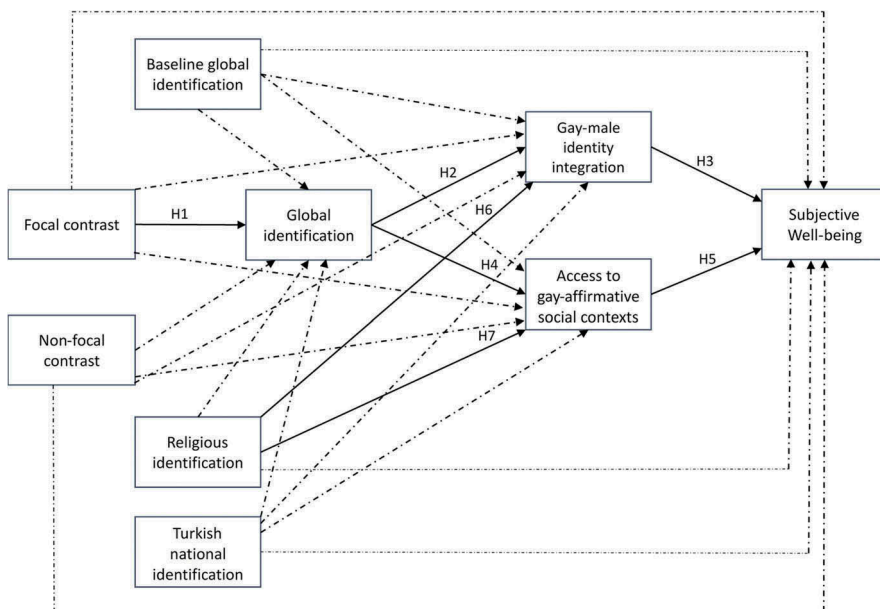 Baseline global
identification
Gay-male
identity
integration
H2
H3
H6
Focal contrast
H1
Global
identification
Subjective
Well-being
H4
Access to
gay-affirmative
social contexts
H5
Non-focal
contrast
H7
Religious
identification
Turkish
national
identification